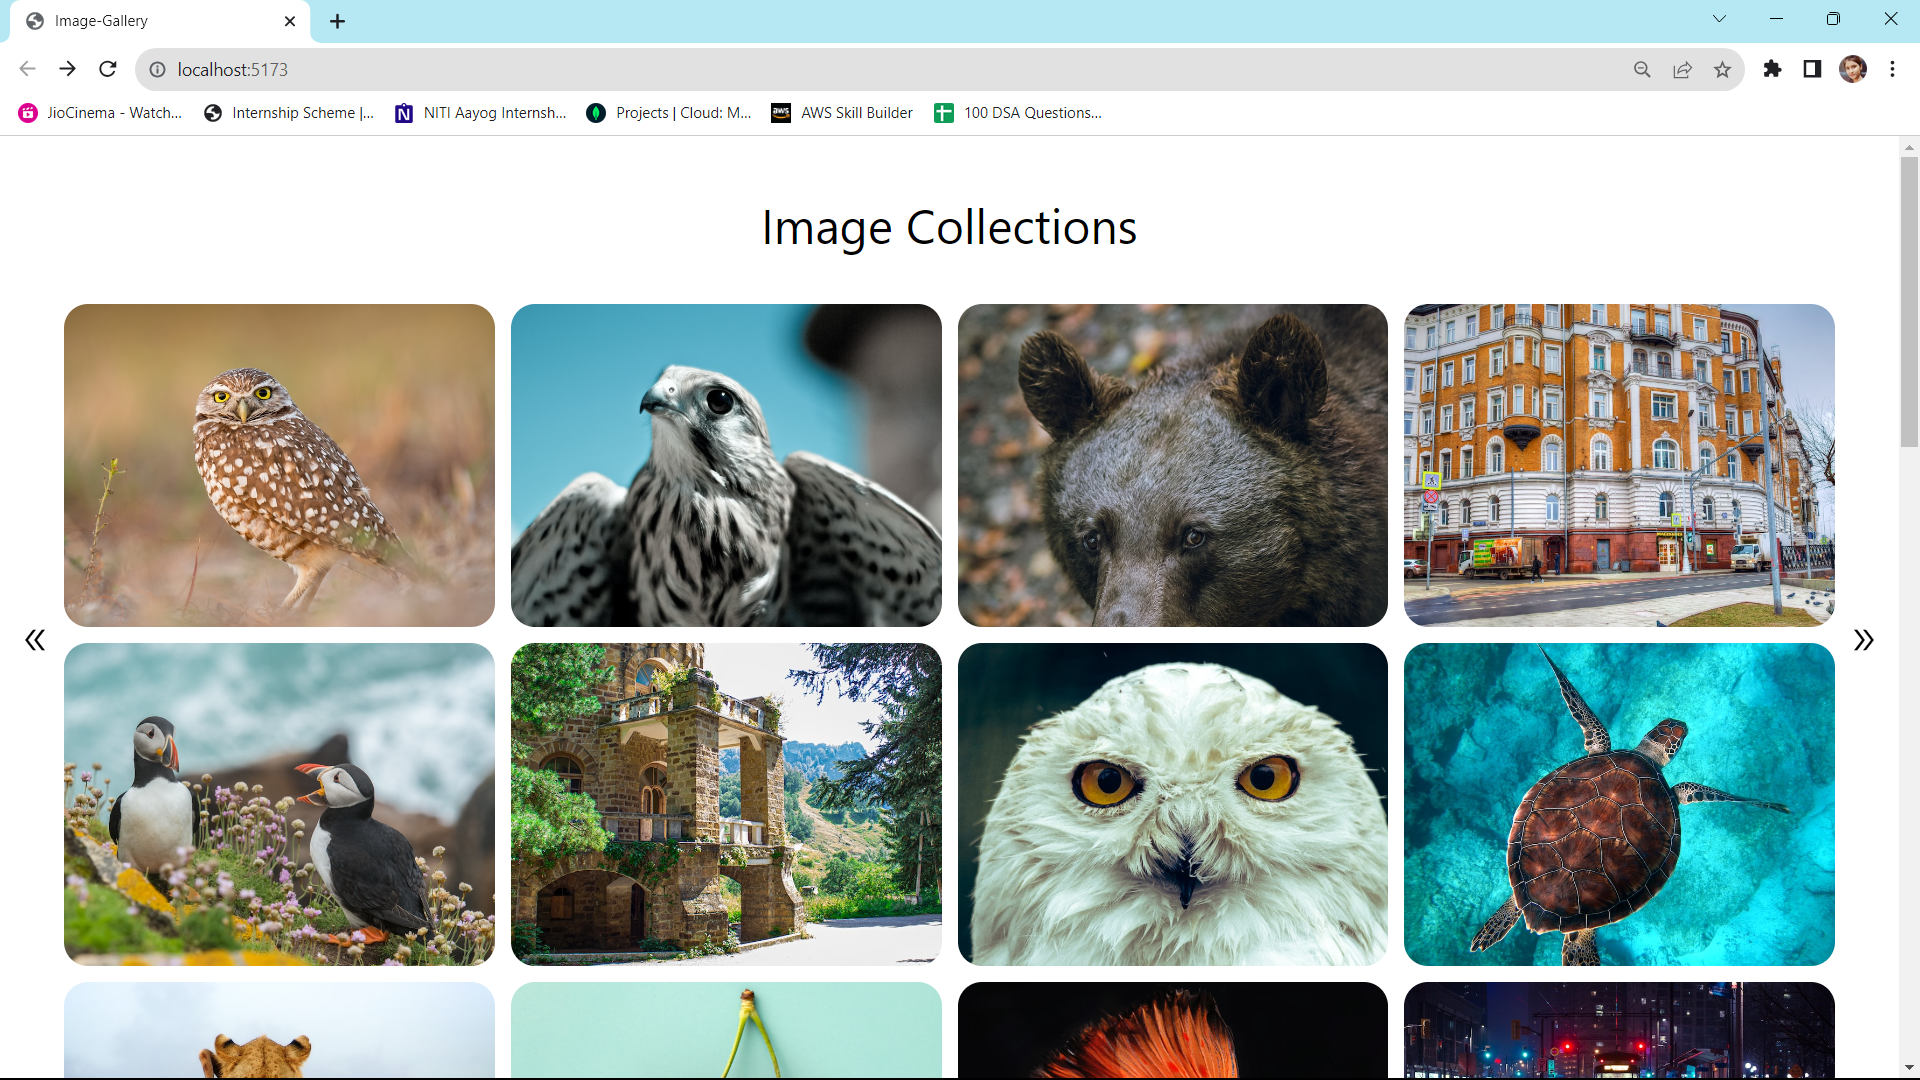 Image-Gallery
localhost:5173
JioCinema - Watch...
Internship Scheme |...
NITI Aayog Internsh...
Projects | Cloud: M...
aws
AWS Skill Builder
100 DSA Questions...
Image Collections
«
»